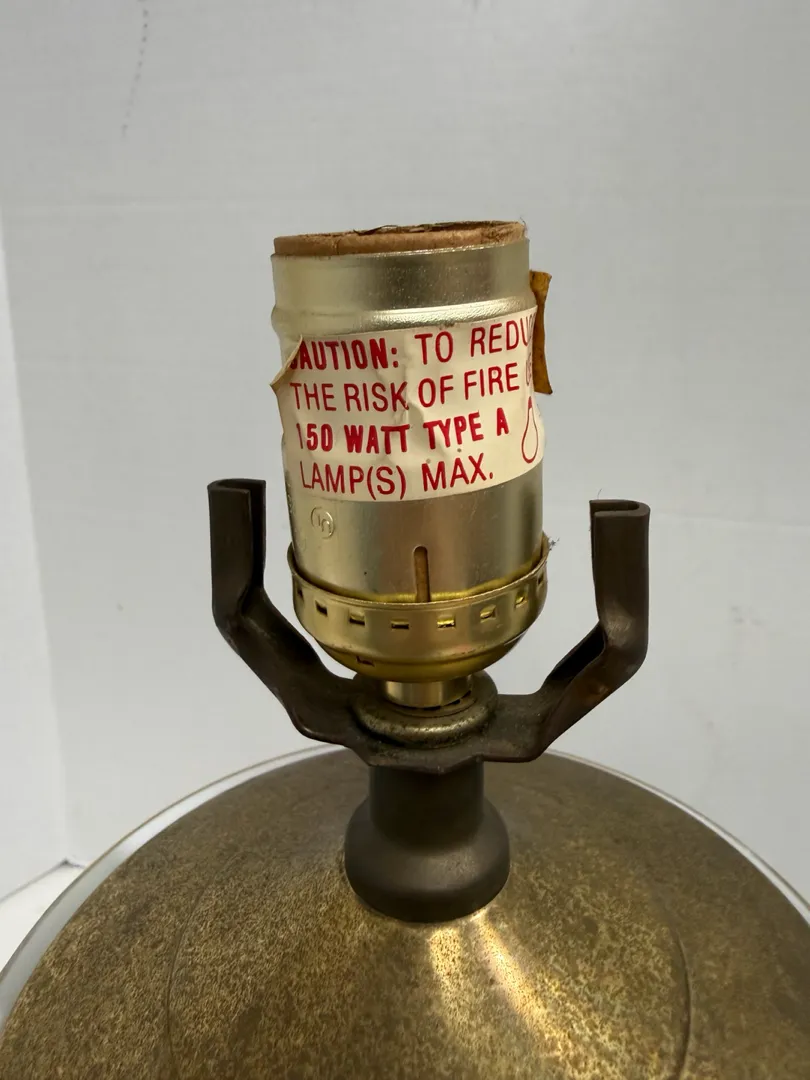 AUTION: TO REDU
THE RISK OF FIRE
150 WATT TYPE A
LAMP(S) MAX.